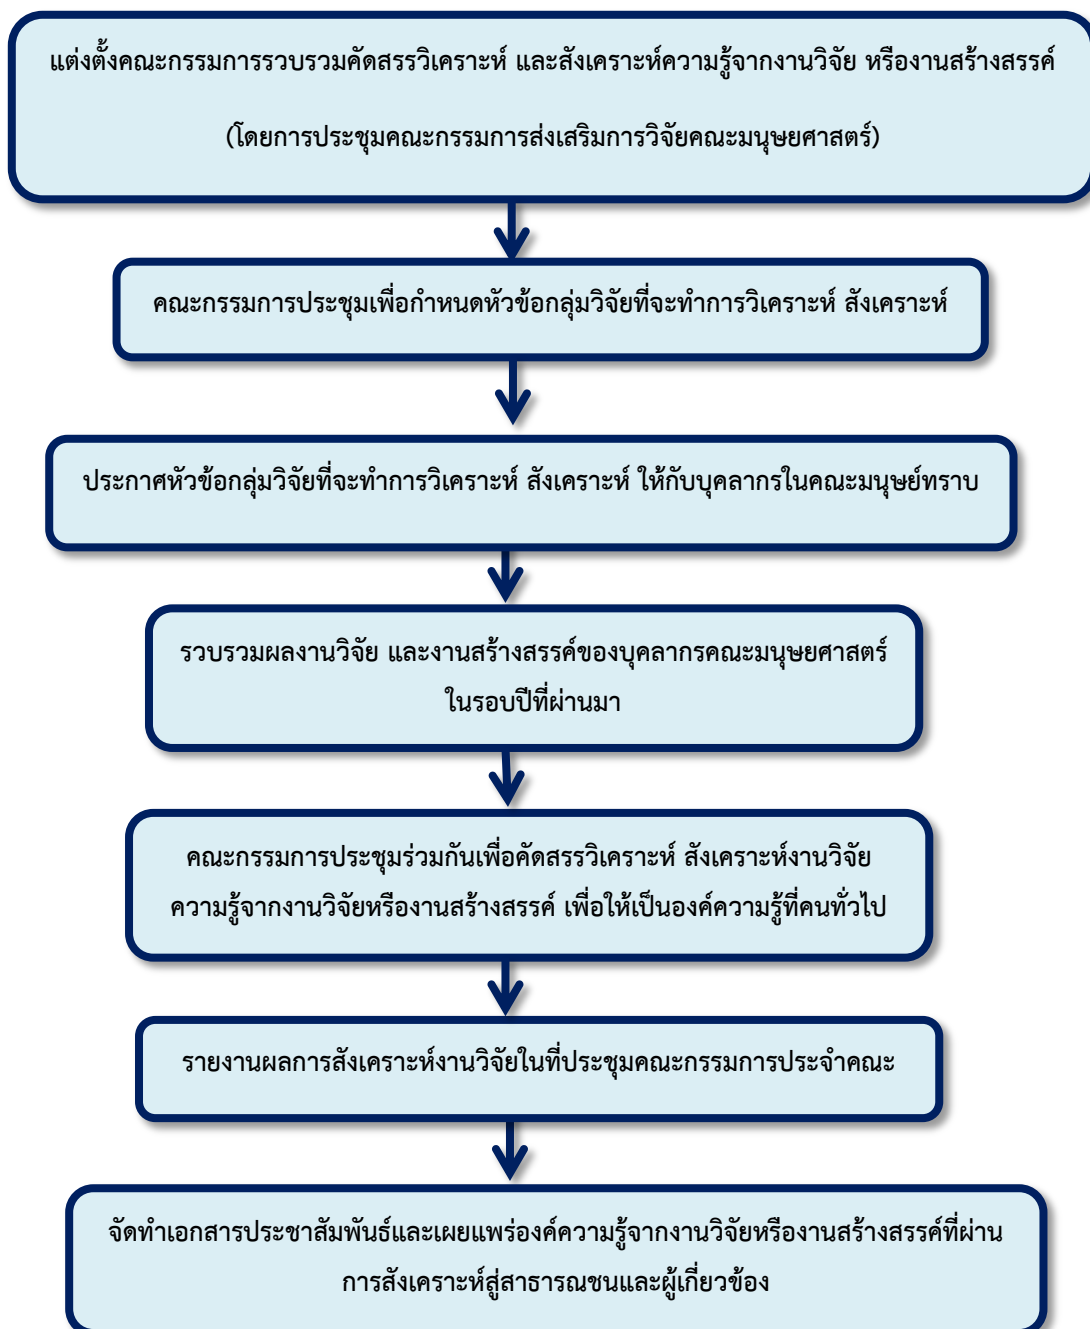 แต่งตั้งคณะกรรมการรวบรวมคัดสรรวิเคราะห์ และสังเคราะห์ความรู้จากงานวิจัย หรืองานสร้างสรรค์
(โดยการประชุมคณะกรรมการส่งเสริมการวิจัยคณะมนุษยศาสตร์)
คณะกรรมการประชุมเพื่อกำหนดหัวข้อกลุ่มวิจัยที่จะทำการวิเคราะห์ สังเคราะห์
ประกาศหัวข้อกลุ่มวิจัยที่จะทำการวิเคราะห์ สังเคราะห์ ให้กับบุคลากรในคณะมนุษย์ทราบ
รวบรวมผลงานวิจัย และงานสร้างสรรค์ของบุคลากรคณะมนุษยศาสตร์
ในรอบปีที่ผ่านมา
คณะกรรมการประชุมร่วมกันเพื่อคัดสรรวิเคราะห์ สังเคราะห์งานวิจัย
ความรู้จากงานวิจัยหรืองานสร้างสรรค์ เพื่อให้เป็นองค์ความรู้ที่คนทั่วไป
รายงานผลการสังเคราะห์งานวิจัยในที่ประชุมคณะกรรมการประจำคณะ
จัดทำเอกสารประชาสัมพันธ์และเผยแพร่องค์ความรู้จากงานวิจัยหรืองานสร้างสรรค์ที่ผ่าน
การสังเคราะห์สู่สาธารณชนและผู้เกี่ยวข้อง